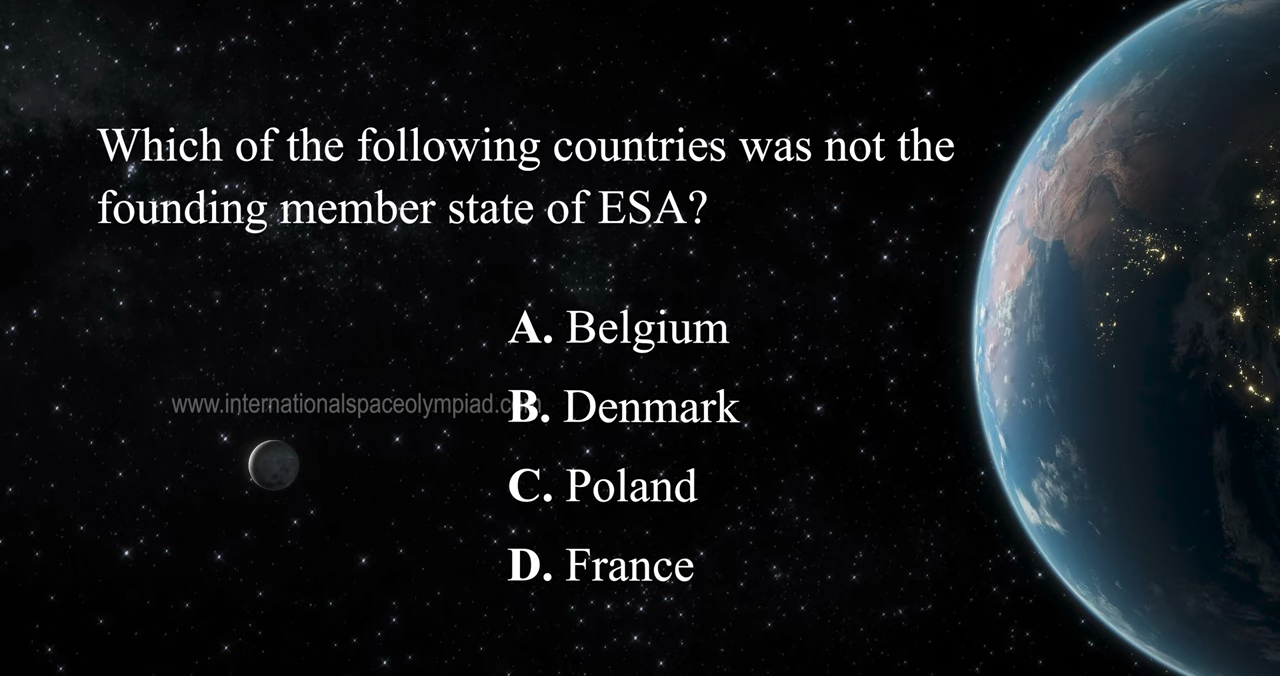 Which of the following countries was not the
founding member state of ESA?
A. Belgium
www.internationalspaceolympiad.com
B. Denmark
C. Poland
D. France